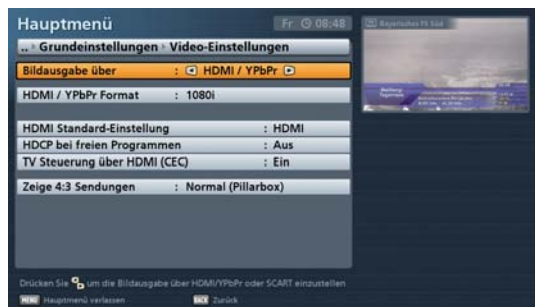 Hauptmenü
Fr 08:48
.. › Grundeinstellungen › Video-Einstellungen
Bildausgabe über : HDMI / YPbPr
HDMI / YPbPr Format : 1080i
HDMI Standard-Einstellung : HDMI
HDCP bei freien Programmen : Aus
TV Steuerung über HDMI (CEC) : Ein
Zeige 4:3 Sendungen : Normal (Pillarbox)
Drücken Sie um die Bildausgabe über HDMI/YPbPr oder SCART einzustellen
MENU Hauptmenü verlassen BACK Zurück
Bayerisches FS Süd